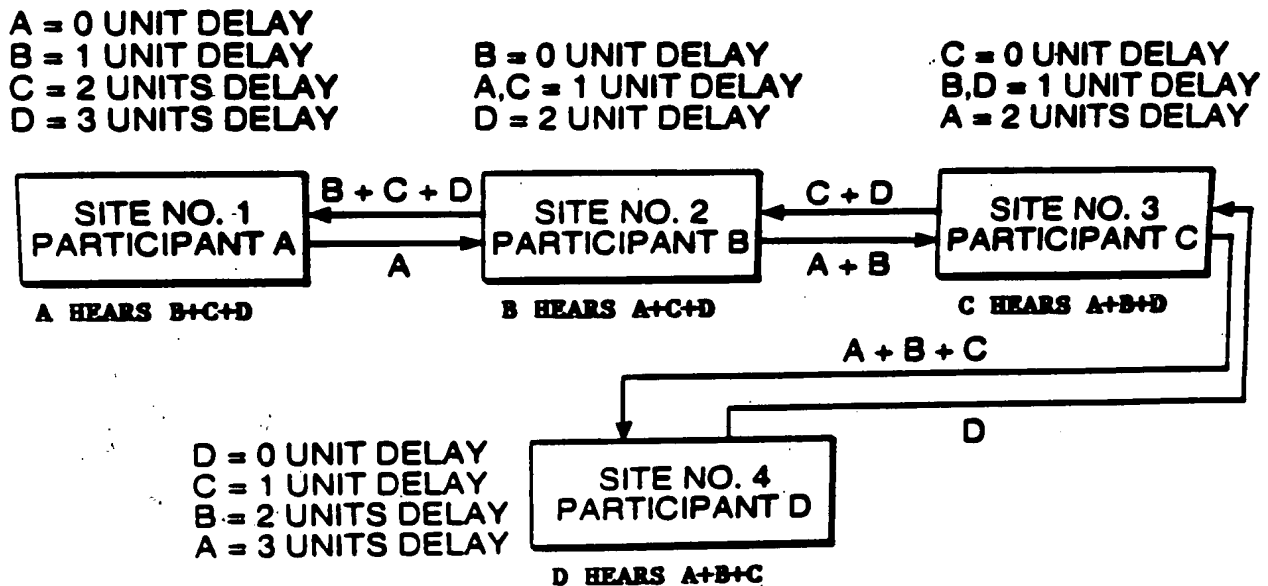 A = 0 UNIT DELAY
B = 1 UNIT DELAY
C = 2 UNITS DELAY
D = 3 UNITS DELAY
B = 0 UNIT DELAY
A,C = 1 UNIT DELAY
D = 2 UNIT DELAY
C = 0 UNIT DELAY
B,D = 1 UNIT DELAY
A = 2 UNITS DELAY
SITE NO. 1
PARTICIPANT A
B + C + D
A
SITE NO. 2
PARTICIPANT B
C + D
A + B
SITE NO. 3
PARTICIPANT C
A HEARS B+C+D
B HEARS A+C+D
C HEARS A+B+D
A + B + C
D
D = 0 UNIT DELAY
C = 1 UNIT DELAY
B = 2 UNITS DELAY
A = 3 UNITS DELAY
SITE NO. 4
PARTICIPANT D
D HEARS A+B+C